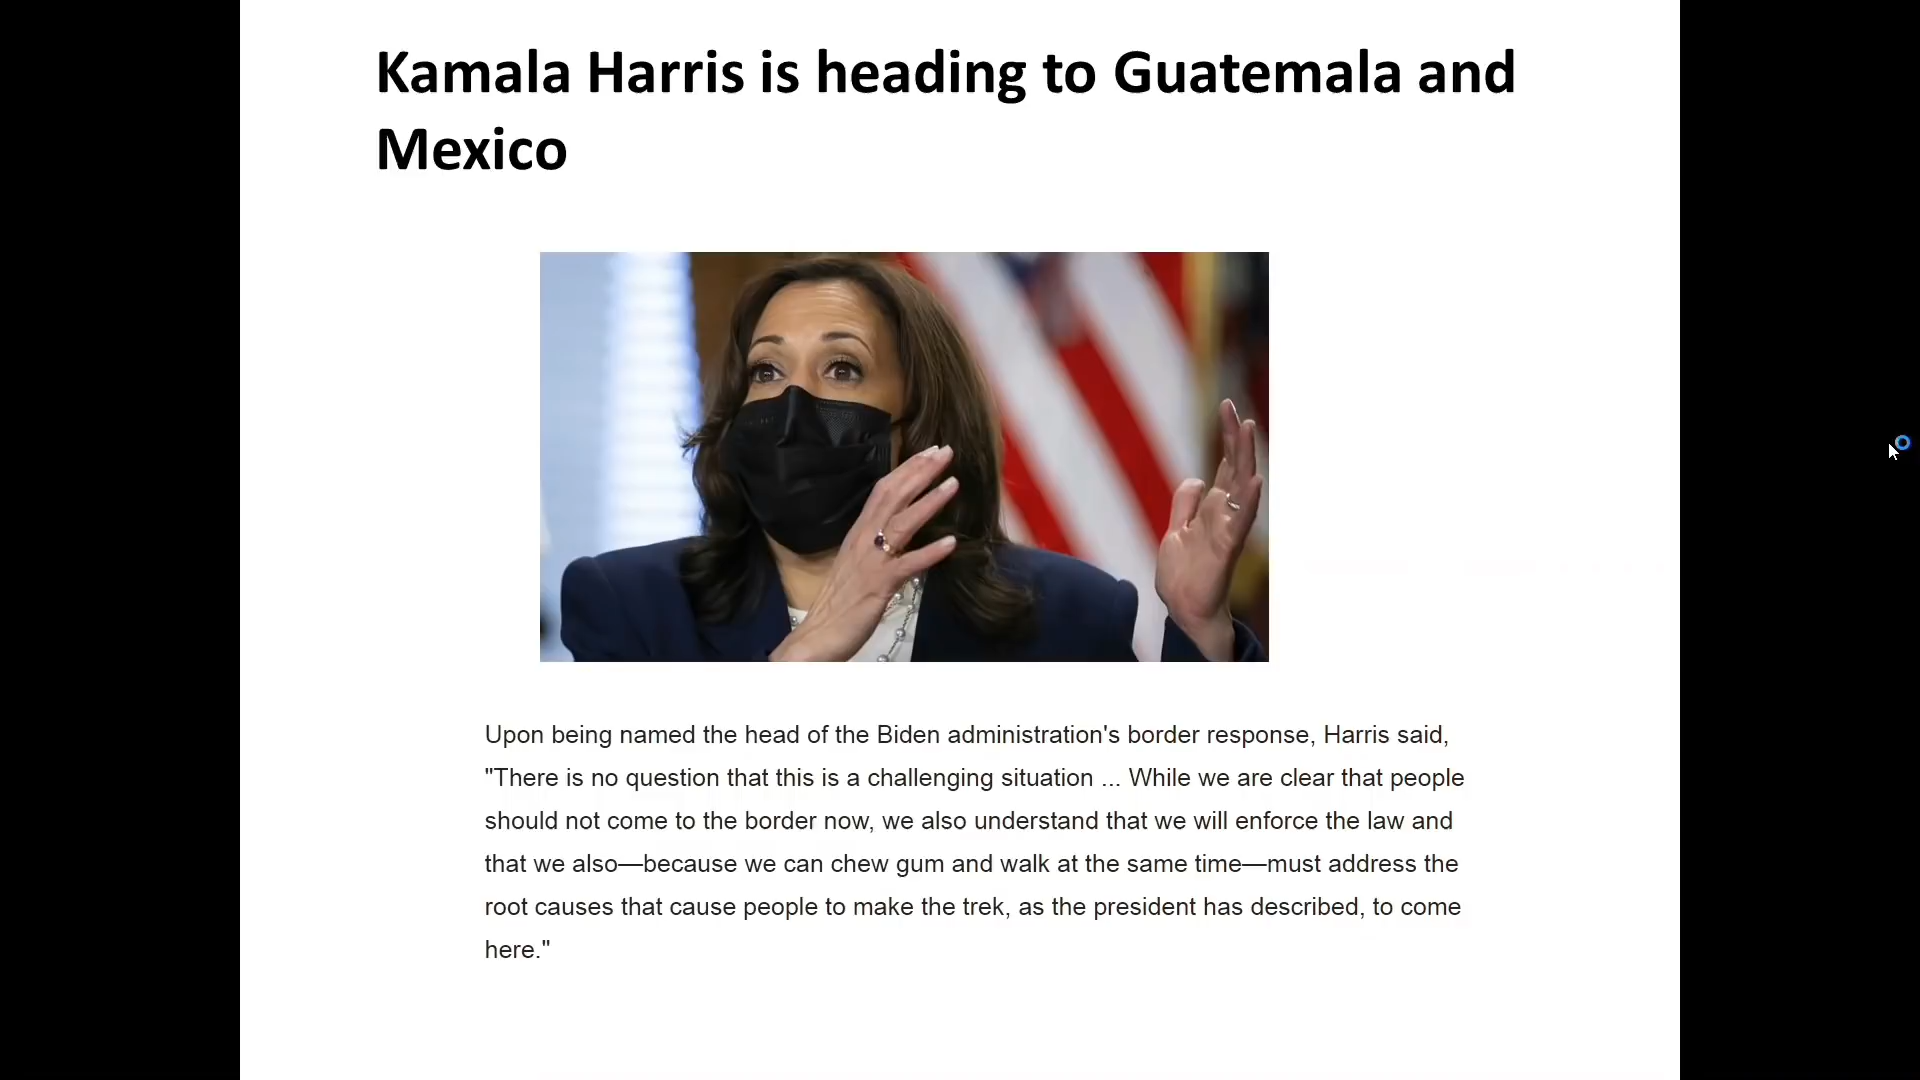 Kamala Harris is heading to Guatemala and
Mexico
Upon being named the head of the Biden administration's border response, Harris said,
"There is no question that this is a challenging situation ... While we are clear that people
should not come to the border now, we also understand that we will enforce the law and
that we also—because we can chew gum and walk at the same time—must address the
root causes that cause people to make the trek, as the president has described, to come
here."